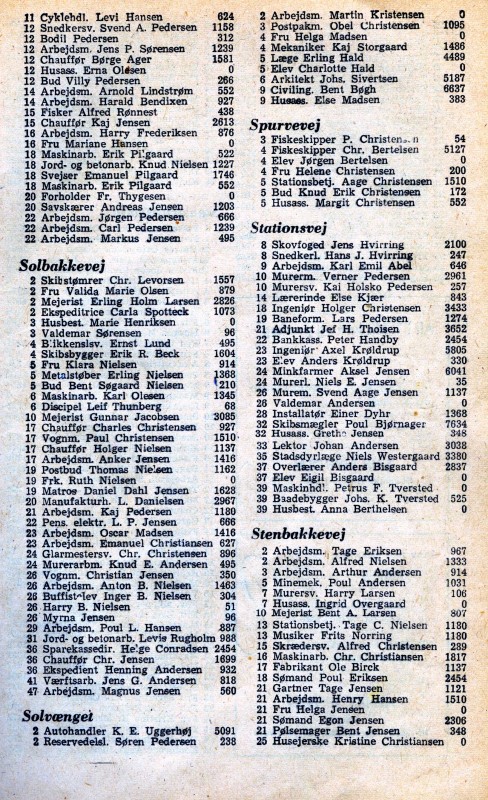 11 Cyklehdl. Levi Hansen 624
12 Snedkersv. Svend A. Pedersen 1158
12 Bodil Pedersen 312
12 Arbejdsm. Jens P. Sørensen 1239
12 Chauffør Børge Ager 1581
12 Husass. Erna Olesen 0
12 Bud Villy Pedersen 266
14 Arbejdsm. Arnold Lindstrøm 552
14 Arbejdsm. Harald Bendixen 927
15 Fisker Alfred Rønnest 438
15 Chauffør Kaj Jensen 2613
16 Arbejdsm. Harry Frederiksen 876
16 Fru Mariane Hansen 0
18 Maskinarb. Erik Pilgaard 522
18 Jord- og betonarb. Knud Nielsen 1227
18 Svejser Emanuel Pilgaard 1746
18 Maskinarb. Erik Pilgaard 552
20 Forholder Fr. Thygesen 0
20 Savskærer Andreas Jensen 1203
22 Arbejdsm. Jørgen Pedersen 666
22 Arbejdsm. Carl Pedersen 1239
22 Arbejdsm. Markus Jensen 495
Solbakkevej
2 Skibstømrer Chr. Levorsen 1557
2 Fru Valida Marie Olsen 879
2 Mejerist Erling Holm Larsen 2826
2 Ekspeditrice Carla Spotteck 1073
3 Husbest. Marie Henriksen 0
3 Valdemar Sørensen 96
4 Blikkenslsv. Ernst Lund 495
4 Skibsbygger Erik R. Beck 1604
5 Fru Klara Nielsen 914
5 Metalstøber Erling Nielsen 1368
5 Bud Bent Søgaard Nielsen 210
6 Maskinarb. Karl Olesen 1345
6 Discipel Leif Thunberg 68
10 Mejerist Gunnar Jacobsen 3085
17 Chauffør Charles Christensen 927
17 Vognm. Paul Christensen 1510
17 Chauffør Holger Nielsen 1137
17 Arbejdsm. Anker Jensen 1416
19 Postbud Thomas Nielsen 1162
19 Frk. Ruth Nielsen 0
19 Matros Daniel Dahl Jensen 1628
20 Manufakturh. L. Danielsen 2967
21 Arbejdsm. Kaj Pedersen 1180
22 Pens. elektr. L. P. Jensen 666
23 Arbejdsm. Oscar Madsen 1416
23 Arbejdsm. Emanuel Christiansen 627
24 Glarmestersv. Chr. Christensen 896
24 Murerarbm. Knud E. Andersen 495
26 Vognm. Christian Jensen 350
26 Arbejdsm. Anton B. Nielsen 1463
26 Buffistelev Inger B. Nielsen 304
26 Harry B. Nielsen 51
26 Myrna Jensen 96
29 Arbejdsm. Poul L. Hansen 887
31 Jord- og betonarb. Levis Rugholm 988
36 Sparekassedir. Helge Conradsen 2454
36 Chauffør Chr. Jensen 1699
36 Ekspedient Henning Andersen 932
41 Værftsarb. Jens G. Andersen 818
47 Arbejdsm. Magnus Jensen 560
Solvænget
2 Autohandler K. E. Uggerhøj 5091
2 Reservedelsl. Søren Pedersen 238
2 Arbejdsm. Martin Kristensen 0
3 Postpakm. Obel Christensen 1095
4 Fru Helga Madsen 0
4 Mekaniker Kaj Storgaard 1486
5 Læge Erling Hald 4489
5 Elev Charlotte Hald 0
6 Arkitekt Johs. Sivertsen 5187
9 Civiling. Bent Bøgh 6637
9 Husass. Else Madsen 383
Spurvevej
3 Fiskeskipper P. Christensen 54
4 Fiskeskipper Chr. Bertelsen 5127
4 Elev Jørgen Bertelsen 0
4 Fru Helene Christensen 200
5 Stationsbetj. Aage Christensen 1510
5 Bud Knud Erik Christensen 172
5 Husass. Margit Christensen 552
Stationsvej
8 Skovfoged Jens Hvirring 2100
8 Snedkerl. Hans J. Hvirring 247
9 Arbejdsm. Karl Emil Abel 646
10 Murerm. Verner Pedersen 2961
10 Murersv. Kai Holsko Pedersen 257
14 Lærerinde Else Kjær 843
18 Ingeniør Holger Christensen 3433
19 Baneform. Lars Pedersen 1274
21 Adjunkt Jef H. Thoisen 3652
22 Bankkass. Peter Handby 2454
23 Ingeniør Axel Krøldrup 5805
23 Elev Anders Krøldrup 330
24 Minkfarmer Aksel Jensen 6041
24 Murerl. Niels E. Jensen 35
26 Murem. Svend Aage Jensen 1137
26 Valdemar Andersen 0
28 Installatør Einer Dyhr 1368
32 Skibsmægler Poul Bjørnager 7634
32 Husass. Grethe Jensen 348
33 Lektor Johan Andersen 3038
35 Stadsdyrlæge Niels Westergaard 3380
37 Overlærer Anders Bisgaard 2837
37 Elev Eigil Bisgaard 0
39 Maskinbdl. Petrus F. Tversted 0
39 Baadebygger Johs. K. Tversted 525
39 Husbest. Anna Berthelsen 0
Stenbakkevej
2 Arbejdsm. Tage Eriksen 967
2 Arbejdsm. Alfred Nielsen 1333
3 Arbejdsm. Arthur Andersen 914
5 Minemek. Poul Andersen 1031
7 Murersv. Harry Larsen 106
7 Husass. Ingrid Overgaard 0
10 Mejerist Bent A. Larsen 807
13 Stationsbetj. Tage C. Nielsen 1180
13 Musiker Frits Norring 1180
15 Skrædersv. Alfred Christensen 289
16 Maskinarb. Chr. Christiansen 1817
17 Fabrikant Ole Birck 1137
18 Sømand Poul Eriksen 2454
21 Gartner Tage Jensen 1121
21 Arbejdsm. Henry Hansen 1510
21 Fru Helga Jensen 0
21 Sømand Egon Jensen 2306
21 Pølsemager Bent Jensen 348
25 Husejerske Kristine Christiansen 0